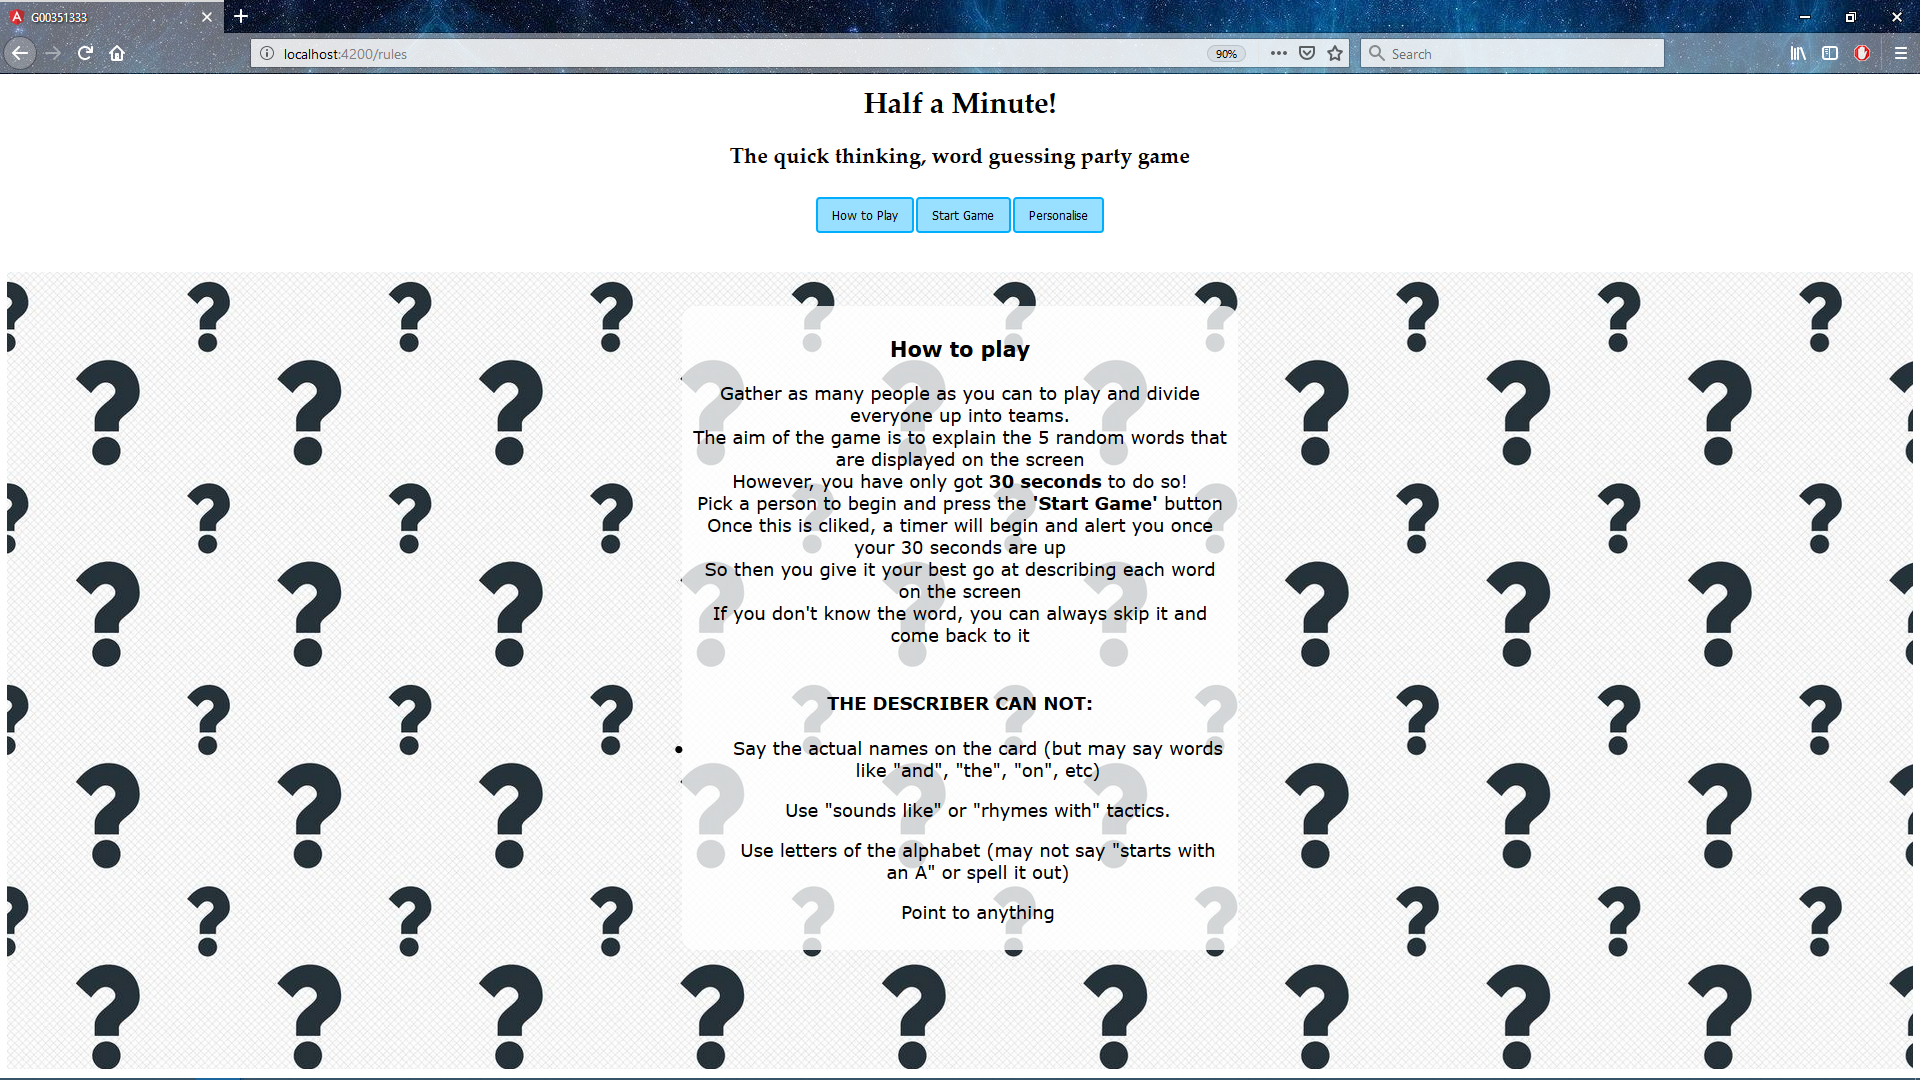 G00351333
localhost:4200/rules
90%
Search
Half a Minute!
The quick thinking, word guessing party game
How to Play
Start Game
Personalise
How to play
Gather as many people as you can to play and divide
everyone up into teams.
The aim of the game is to explain the 5 random words that
are displayed on the screen
However, you have only got 30 seconds to do so!
Pick a person to begin and press the 'Start Game' button
Once this is cliked, a timer will begin and alert you once
your 30 seconds are up
So then you give it your best go at describing each word
on the screen
If you don't know the word, you can always skip it and
come back to it
THE DESCRIBER CAN NOT:
Say the actual names on the card (but may say words
like "and", "the", "on", etc)
Use "sounds like" or "rhymes with" tactics.
Use letters of the alphabet (may not say "starts with
an A" or spell it out)
Point to anything